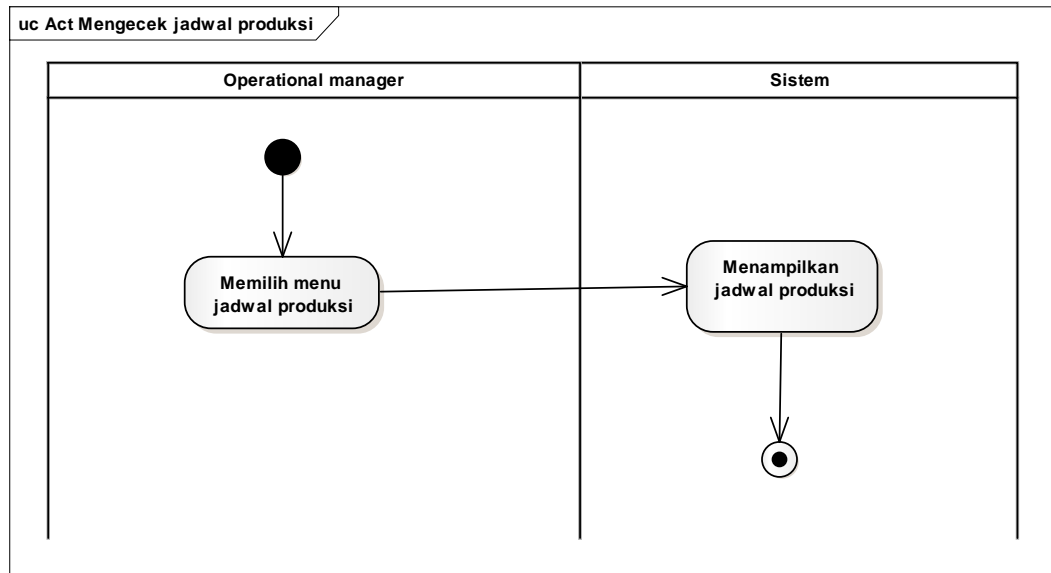 uc Act Mengecek jadwal produksi
Operational manager
Sistem
Memilih menu
jadwal produksi
Menampilkan
jadwal produksi